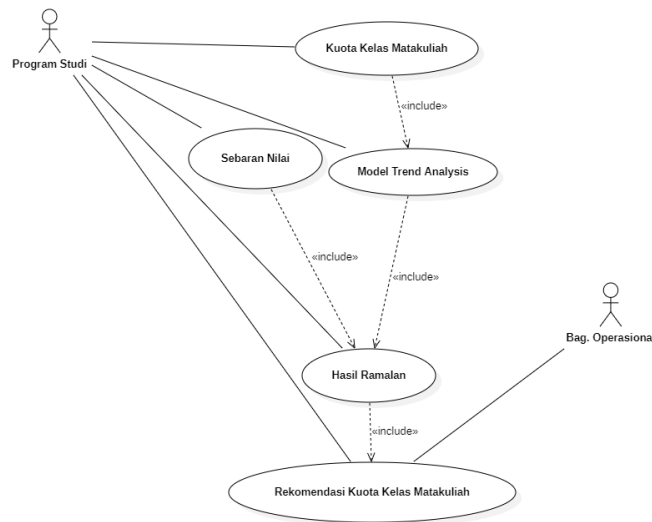 Kuota Kelas Matakuliah
Program Studi
«include»
Sebaran Nilai
Model Trend Analysis
«include»
«include»
Bag. Operasiona
Hasil Ramalan
«include»
Rekomendasi Kuota Kelas Matakuliah